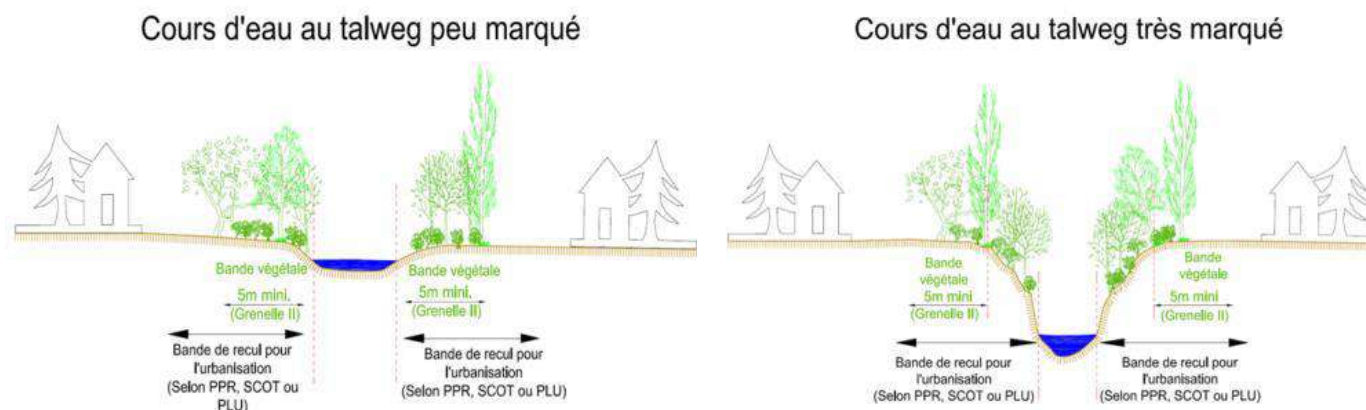 Cours d'eau au talweg peu marqué
Bande végétale
5m mini.
(Grenelle II)
Bande de recul pour
l'urbanisation
(Selon PPR, SCOT ou
PLU)
Bande végétale
5m mini.
(Grenelle II)
Bande de recul pour
l'urbanisation
(Selon PPR, SCOT ou PLU)
Cours d'eau au talweg très marqué
Bande
végétale
5m mini
(Grenelle II)
Bande de recul pour
l'urbanisation
(Selon PPR, SCOT ou PLU)
Bande
végétale
5m mini
(Grenelle II)
Bande de recul pour
l'urbanisation
(Selon PPR, SCOT ou PLU)